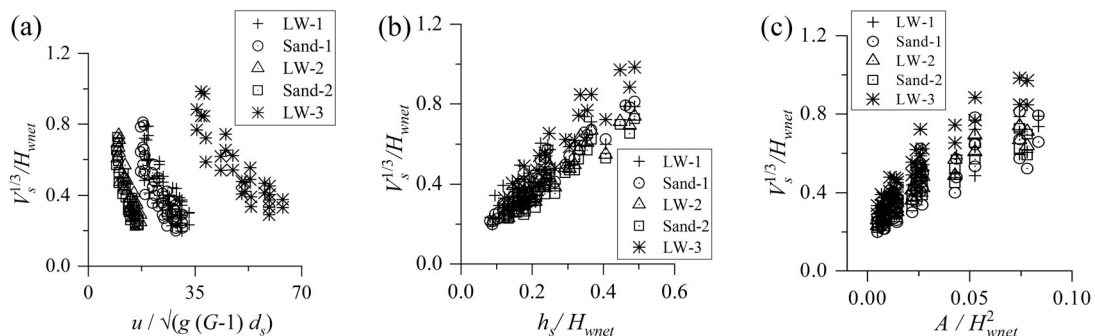 (a)
+ LW-1
⊙ Sand-1
△ LW-2
⊡ Sand-2
✳ LW-3
V_s^{1/3}/H_{wnet}
1.2
0.8
0.4
0.0
0 35 70
u / √(g (G-1) d_s)
(b)
V_s^{1/3}/H_{wnet}
1.2
0.8
0.4
0.0
+ LW-1
⊙ Sand-1
△ LW-2
⊡ Sand-2
✳ LW-3
0.0 0.2 0.4 0.6
h_s/H_{wnet}
(c)
+ LW-1
⊙ Sand-1
△ LW-2
⊡ Sand-2
✳ LW-3
V_s^{1/3}/H_{wnet}
1.2
0.8
0.4
0.0
0.00 0.05 0.10
A / H_{wnet}^2